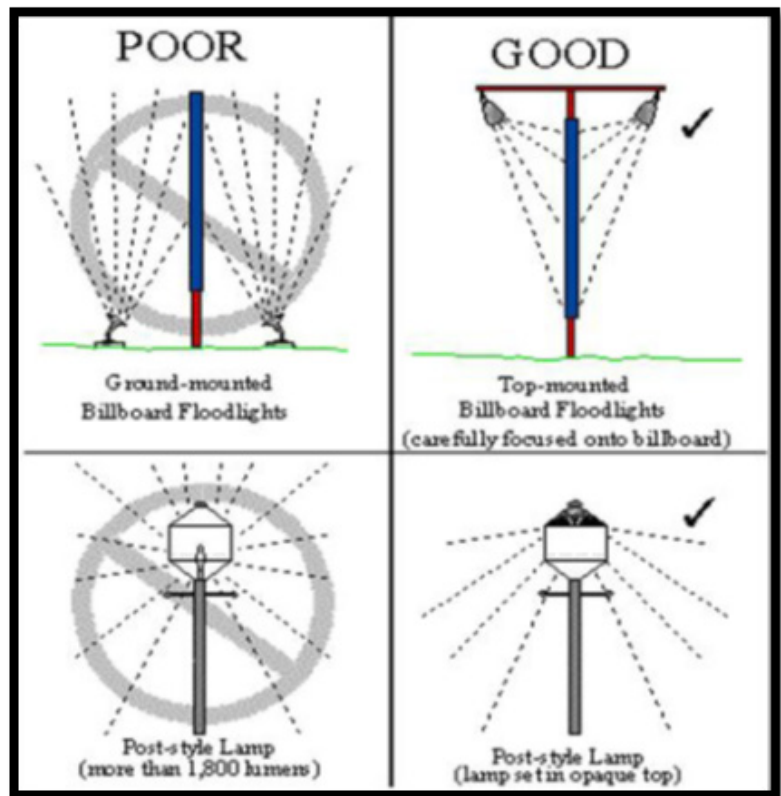 POOR
GOOD
Ground-mounted
Billboard Floodlights
Top-mounted
Billboard Floodlights
(carefully focused onto billboard)
Post-style Lamp
(more than 1,800 lumens)
Post-style Lamp
(lamp set in opaque top)